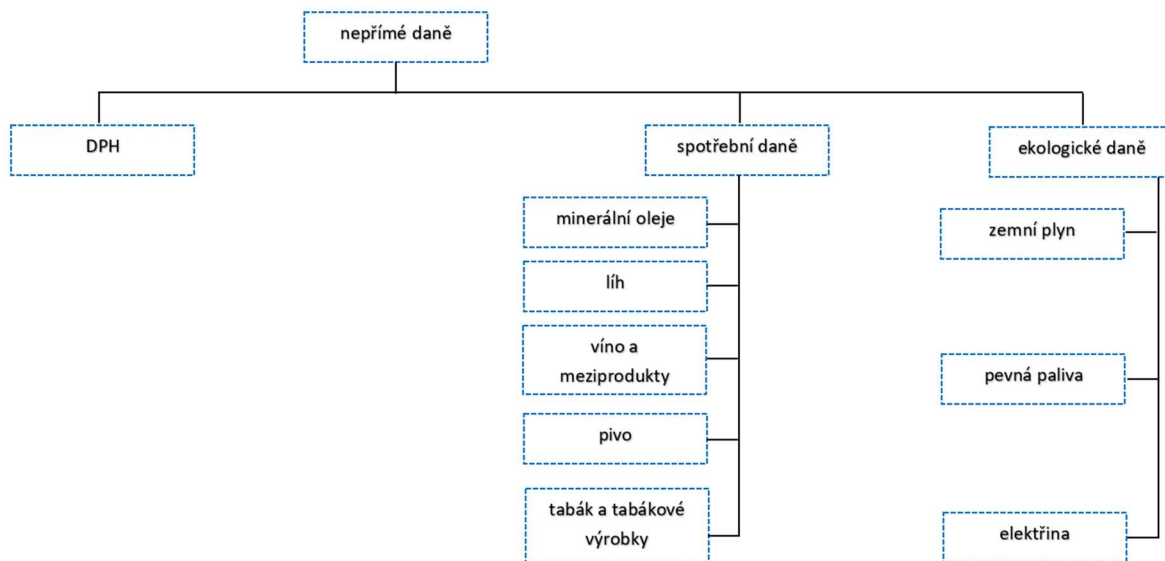 nepřímé daně
DPH
spotřební daně
ekologické daně
minerální oleje
líh
víno a
meziprodukty
pivo
tabák a tabákové
výrobky
zemní plyn
pevná paliva
elektřina